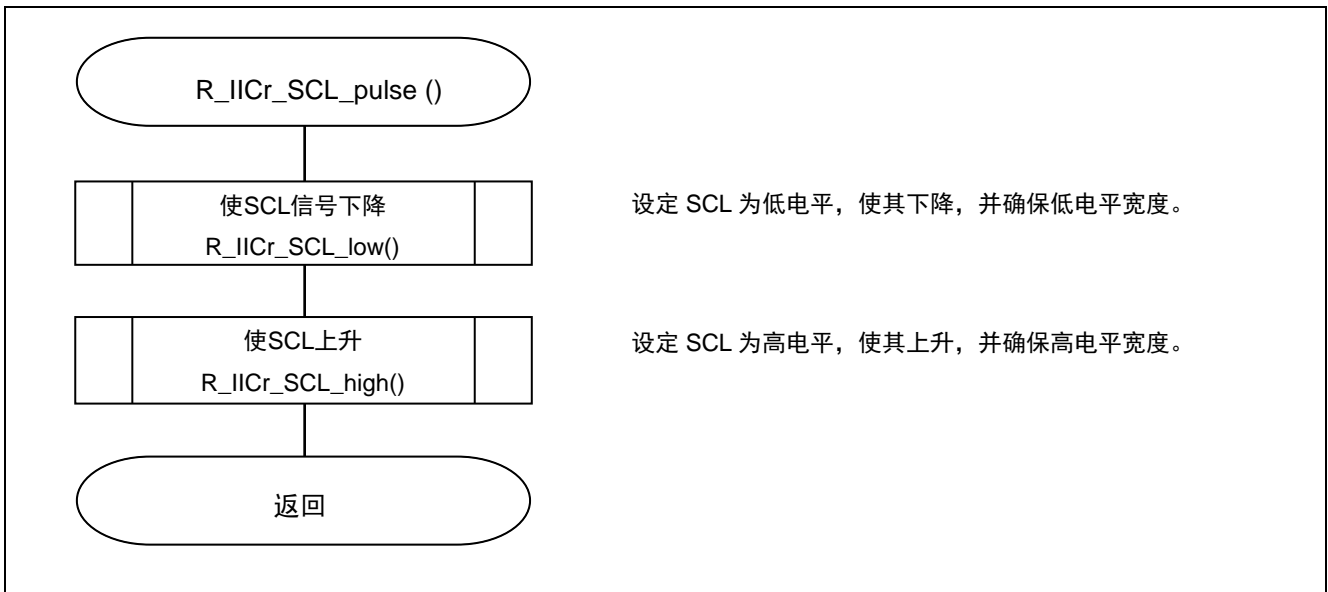 R_IICr_SCL_pulse ()
使SCL信号下降
R_IICr_SCL_low()
设定 SCL 为低电平，使其下降，并确保低电平宽度。
使SCL上升
R_IICr_SCL_high()
设定 SCL 为高电平，使其上升，并确保高电平宽度。
返回